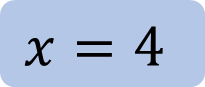 x = 4